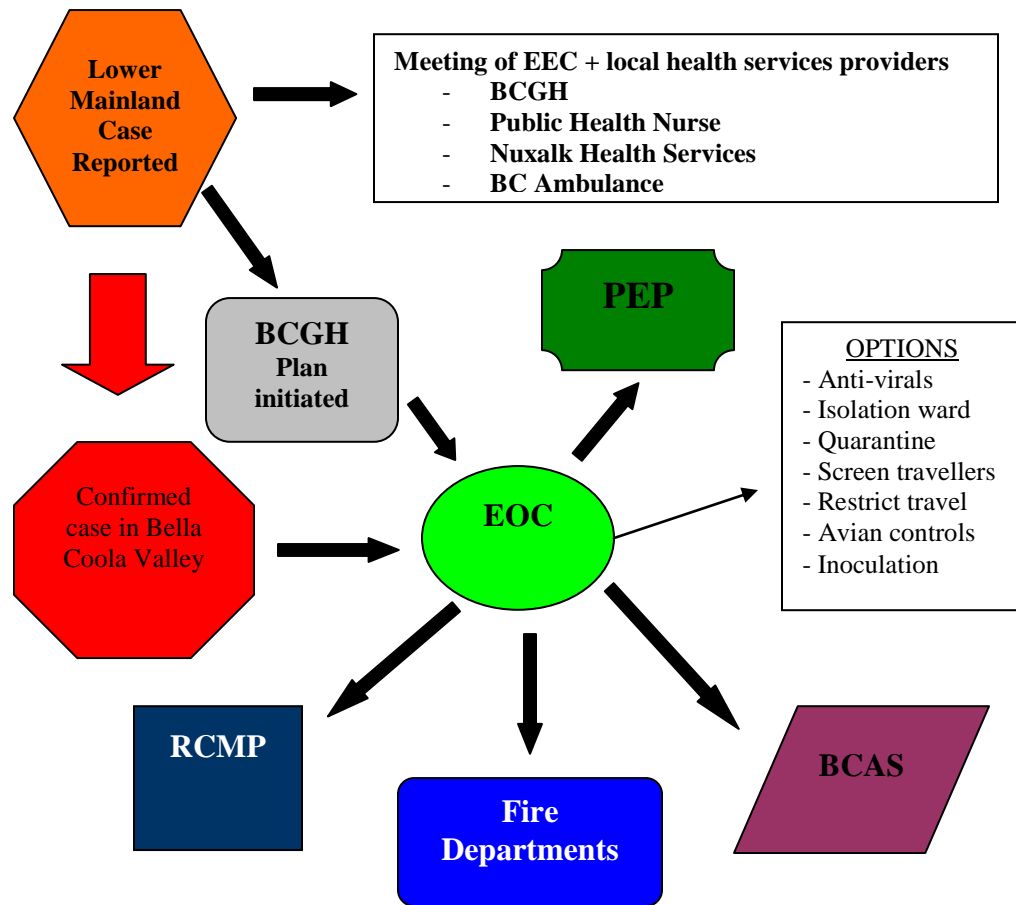 Lower
Mainland
Case
Reported
Meeting of EEC + local health services providers
- BCGH
- Public Health Nurse
- Nuxalk Health Services
- BC Ambulance
PEP
BCGH
Plan
initiated
OPTIONS
- Anti-virals
- Isolation ward
- Quarantine
- Screen travellers
- Restrict travel
- Avian controls
- Inoculation
Confirmed
case in Bella
Coola Valley
EOC
RCMP
Fire
Departments
BCAS